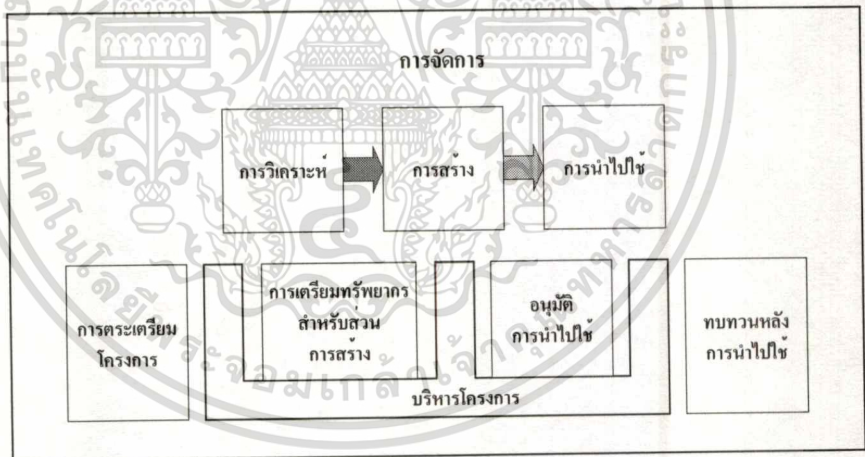 การจัดการ
การวิเคราะห์
การสร้าง
การนำไปใช้
การตระเตรียม
โครงการ
การเตรียมทรัพยากร
สำหรับส่วน
การสร้าง
อนุมัติ
การนำไปใช้
ทบทวนหลัง
การนำไปใช้
บริหารโครงการ